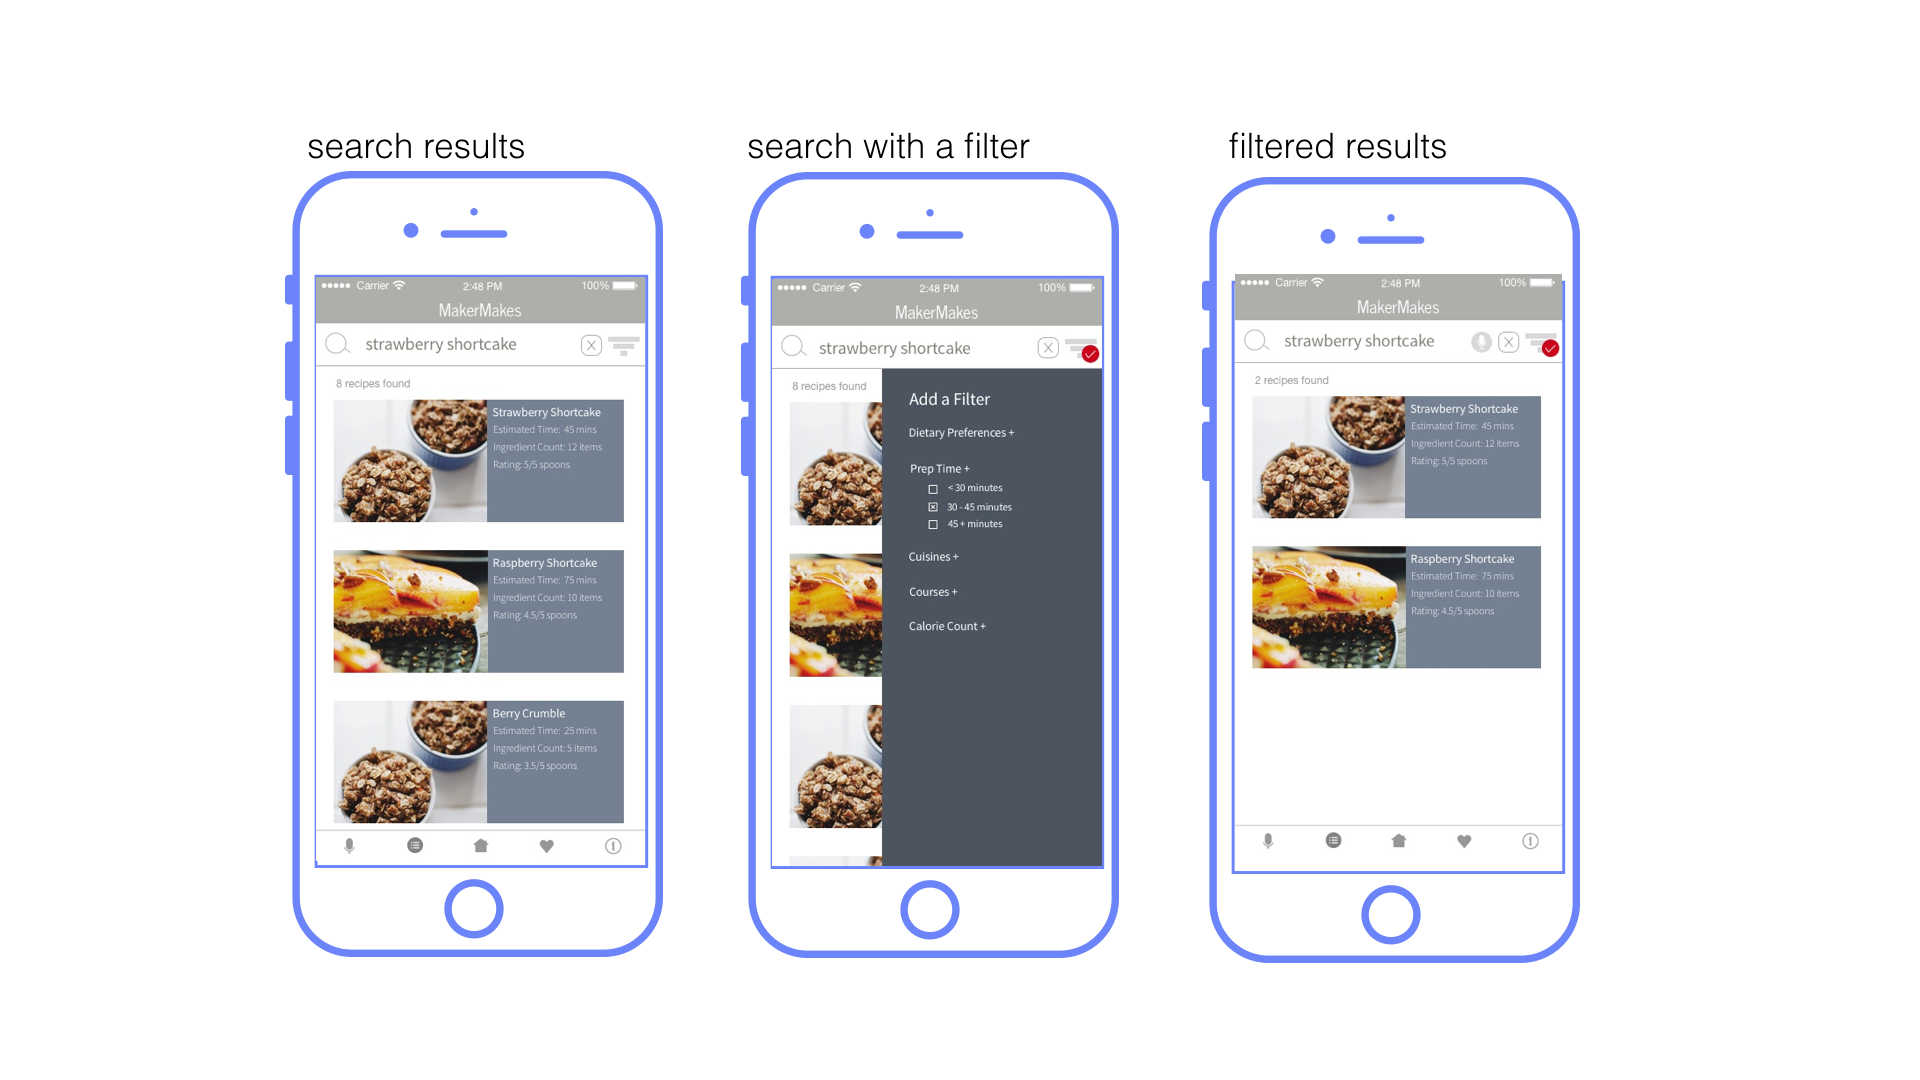 search results
●●●●● Carrier 2:48 PM 100%
MakerMakes
strawberry shortcake X
8 recipes found
Strawberry Shortcake
Estimated Time: 45 mins
Ingredient Count: 12 items
Rating: 5/5 spoons
Raspberry Shortcake
Estimated Time: 75 mins
Ingredient Count: 10 items
Rating: 4.5/5 spoons
Berry Crumble
Estimated Time: 25 mins
Ingredient Count: 5 items
Rating: 3.5/5 spoons
search with a filter
●●●●● Carrier 2:48 PM 100%
MakerMakes
strawberry shortcake X
8 recipes found
Add a Filter
Dietary Preferences +
Prep Time +
< 30 minutes
30 - 45 minutes
45 + minutes
Cuisines +
Courses +
Calorie Count +
filtered results
●●●●● Carrier 2:48 PM 100%
MakerMakes
strawberry shortcake X
2 recipes found
Strawberry Shortcake
Estimated Time: 45 mins
Ingredient Count: 12 items
Rating: 5/5 spoons
Raspberry Shortcake
Estimated Time: 75 mins
Ingredient Count: 10 items
Rating: 4.5/5 spoons